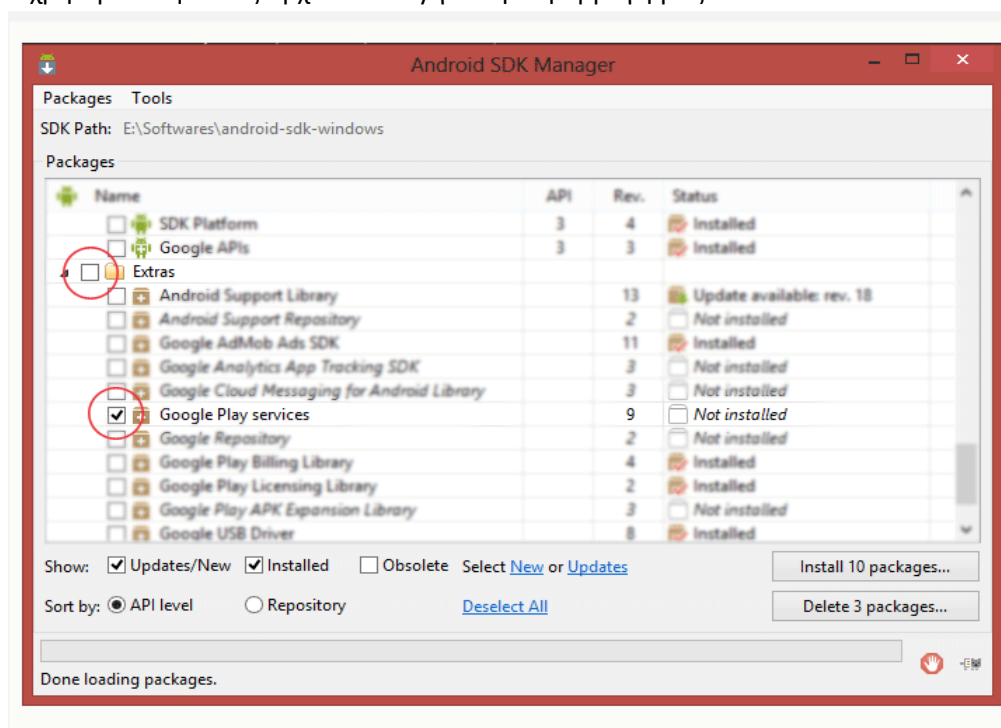 Android SDK Manager
Packages Tools
SDK Path: E:\Softwares\android-sdk-windows
Packages
Name API Rev. Status
SDK Platform 3 4 Installed
Google APIs 3 3 Installed
Extras
Android Support Library 13 Update available: rev. 18
Android Support Repository 2 Not installed
Google AdMob Ads SDK 11 Installed
Google Analytics App Tracking SDK 3 Not installed
Google Cloud Messaging for Android Library 3 Not installed
Google Play services 9 Not installed
Google Repository 2 Not installed
Google Play Billing Library 4 Installed
Google Play Licensing Library 2 Installed
Google Play APK Expansion Library 3 Not installed
Google USB Driver 8 Installed
Show: Updates/New Installed Obsolete Select New or Updates Install 10 packages...
Sort by: API level Repository Deselect All Delete 3 packages...
Done loading packages.